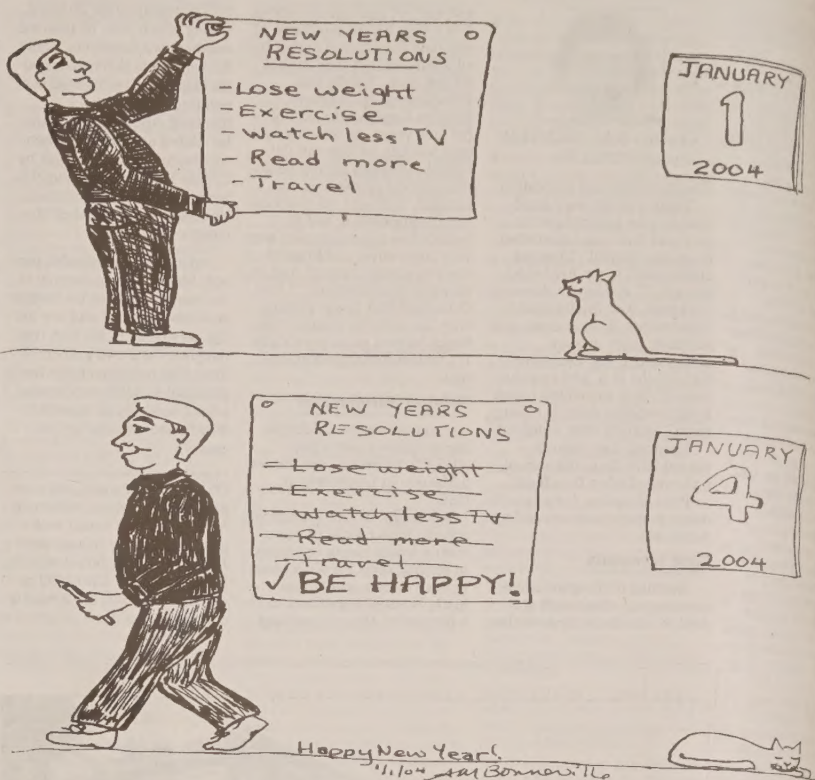 NEW YEARS
RESOLUTIONS
- Lose weight
- Exercise
- Watch less TV
- Read more
- Travel
JANUARY
1
2004
NEW YEARS
RESOLUTIONS
- Lose weight
- Exercise
- Watch less TV
- Read more
- Travel
✓ BE HAPPY!
JANUARY
4
2004
Happy New Year!
1/1/04 Bonneville